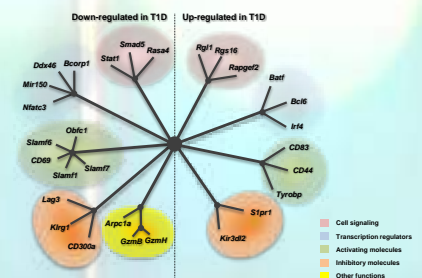 Down-regulated in T1D
Up-regulated in T1D
Smad5
Rasa4
Stat1
Rgl1
Rgs16
Rapgef2
Ddx46
Bcorp1
Mir150
Nfatc3
Batf
Bcl6
Irf4
Obfc1
Slamf6
CD69
Slamf1
Slamf7
CD83
CD44
Tyrobp
Lag3
Klrg1
CD300a
Arpc1a
GzmB
GzmH
S1pr1
Kir3dl2
Cell signaling
Transcription regulators
Activating molecules
Inhibitory molecules
Other functions